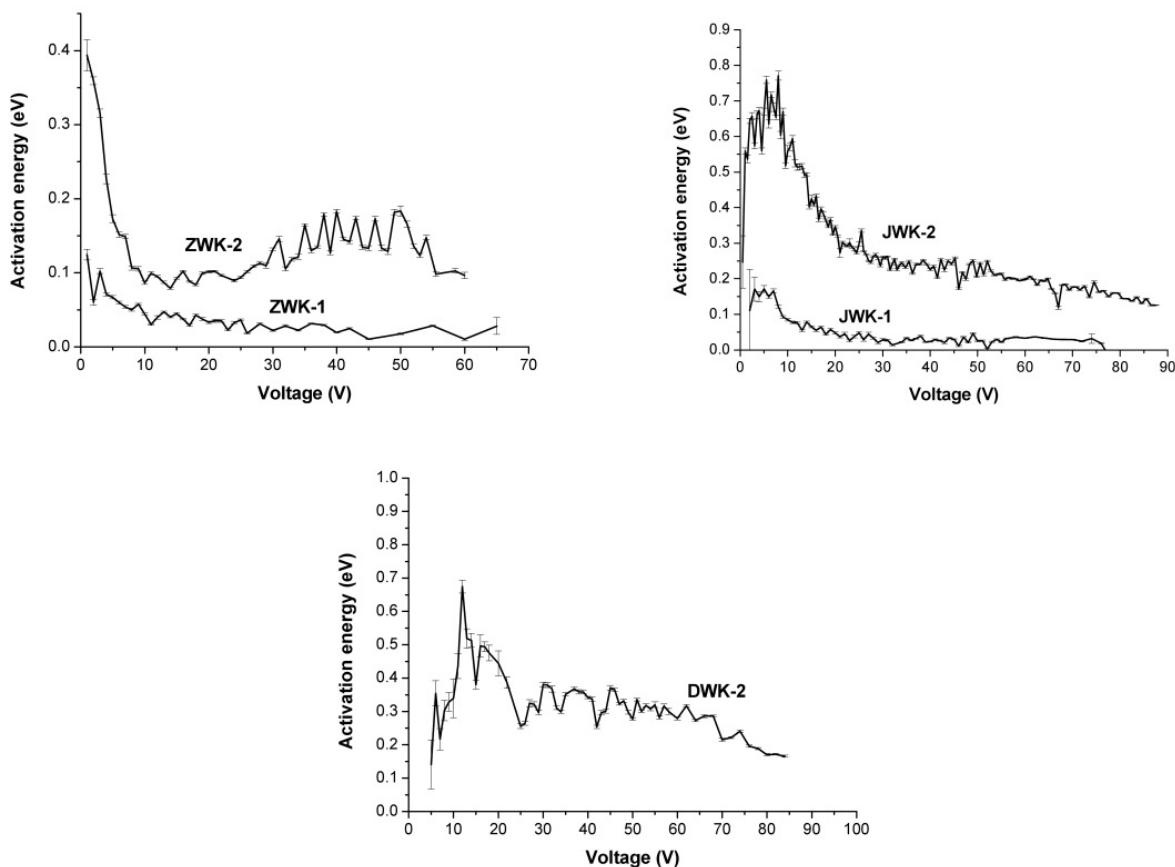 0.4
0.3
0.2
0.1
0.0
Activation energy (eV)
ZWK-2
ZWK-1
0 10 20 30 40 50 60 70
Voltage (V)
0.9
0.8
0.7
0.6
0.5
0.4
0.3
0.2
0.1
0.0
Activation energy (eV)
JWK-2
JWK-1
0 10 20 30 40 50 60 70 80 90
Voltage (V)
1.0
0.9
0.8
0.7
0.6
0.5
0.4
0.3
0.2
0.1
0.0
Activation energy (eV)
DWK-2
0 10 20 30 40 50 60 70 80 90 100
Voltage (V)